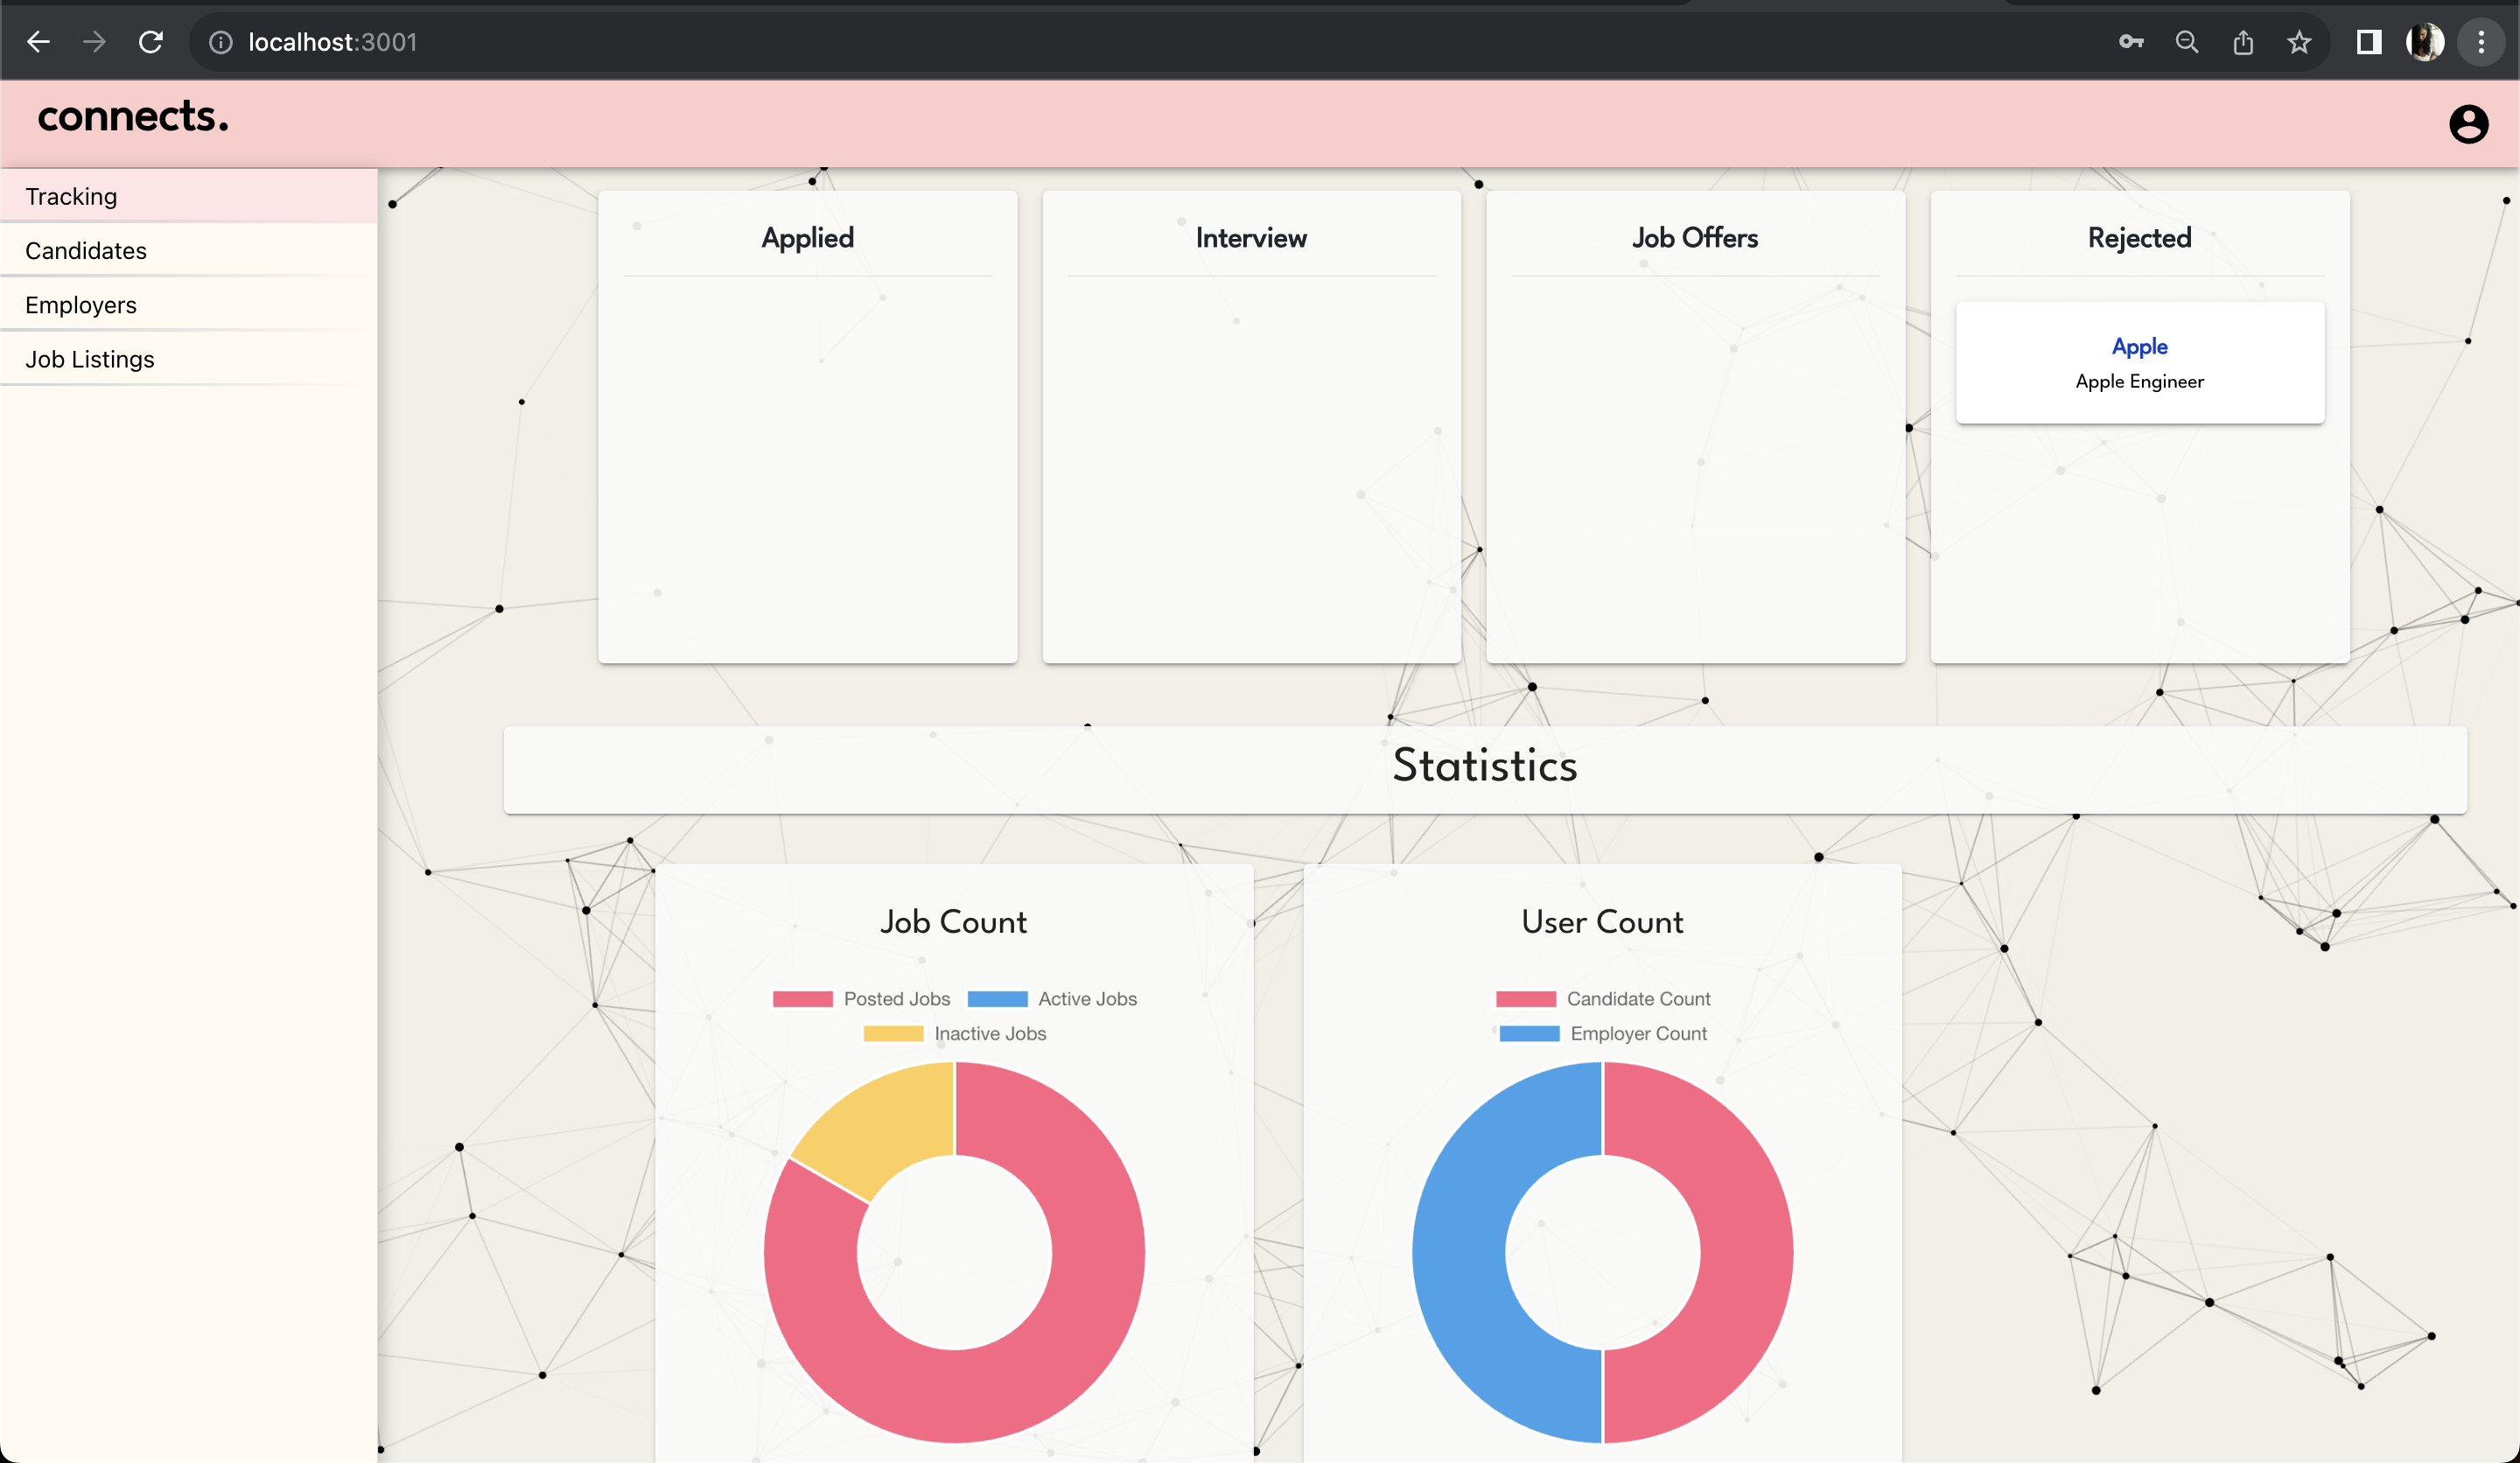 localhost:3001
connects.
Tracking
Candidates
Employers
Job Listings
Applied
Interview
Job Offers
Rejected
Apple
Apple Engineer
Statistics
Job Count
Posted Jobs Active Jobs
Inactive Jobs
User Count
Candidate Count
Employer Count